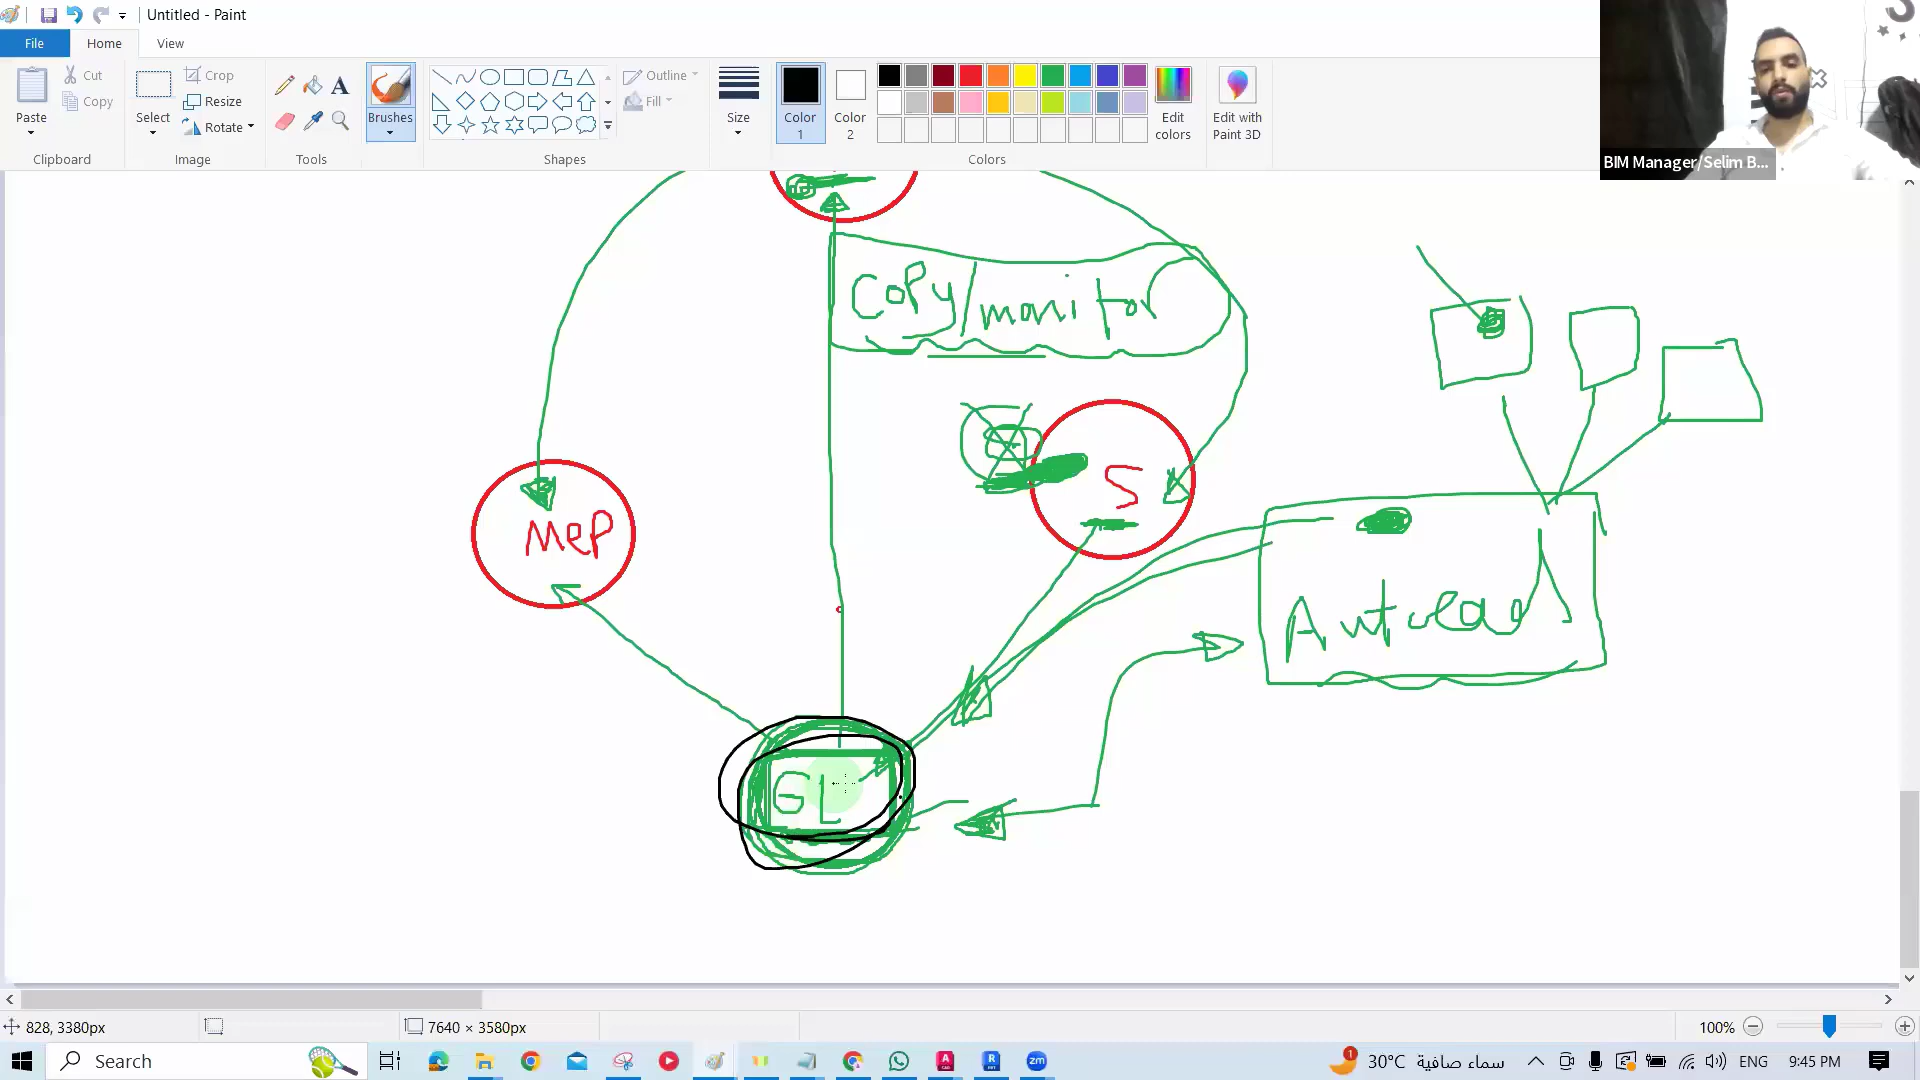 Untitled - Paint
File
Home
View
Paste
Cut
Copy
Clipboard
Select
Crop
Resize
Rotate
Image
Tools
Brushes
Shapes
Outline
Fill
Size
Color
1
Color
2
Colors
Edit
colors
Edit with
Paint 3D
BIM Manager/Selim B...
Copy/monitor
S
MeP
Autocad
GL
828, 3380px
7640 × 3580px
100%
Search
30°C
سماء صافية
ENG
9:45 PM